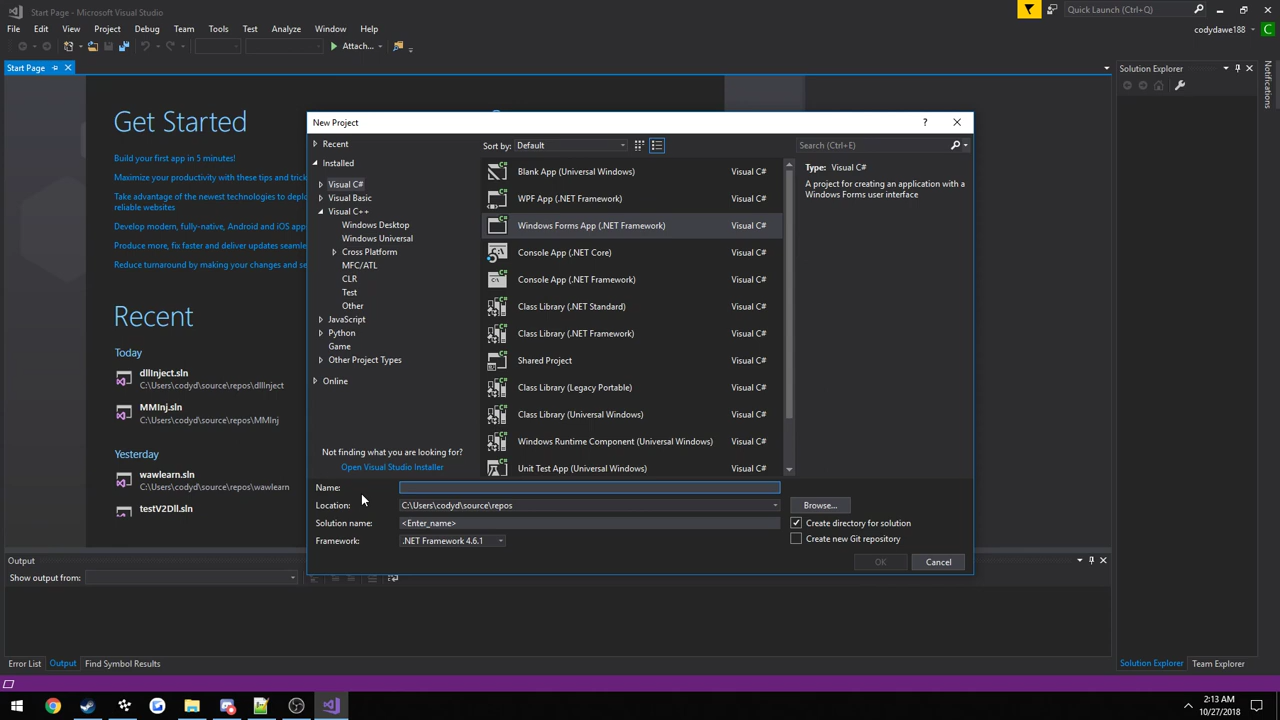 Start Page - Microsoft Visual Studio
Quick Launch (Ctrl+Q)
File Edit View Project Debug Team Tools Test Analyze Window Help
codydawe188 C
Attach...
Start Page
Solution Explorer
Notifications
Get Started
Build your first app in 5 minutes!
Maximize your productivity with these tips and trick
Take advantage of the newest technologies to deploy
reliable websites
Develop modern, fully-native, Android and iOS app
Produce more, fix faster and deliver updates seamle
Reduce turnaround by making your changes and se
Recent
Today
dllInject.sln
C:\Users\codyd\source\repos\dllInject
MMInj.sln
C:\Users\codyd\source\repos\MMInj
Yesterday
wawlearn.sln
C:\Users\codyd\source\repos\wawlearn
testV2Dll.sln
New Project
?
Recent
Installed
Visual C#
Visual Basic
Visual C++
Windows Desktop
Windows Universal
Cross Platform
MFC/ATL
CLR
Test
Other
JavaScript
Python
Game
Other Project Types
Online
Not finding what you are looking for?
Open Visual Studio Installer
Sort by: Default
Search (Ctrl+E)
Blank App (Universal Windows) Visual C#
WPF App (.NET Framework) Visual C#
Windows Forms App (.NET Framework) Visual C#
Console App (.NET Core) Visual C#
Console App (.NET Framework) Visual C#
Class Library (.NET Standard) Visual C#
Class Library (.NET Framework) Visual C#
Shared Project Visual C#
Class Library (Legacy Portable) Visual C#
Class Library (Universal Windows) Visual C#
Windows Runtime Component (Universal Windows) Visual C#
Unit Test App (Universal Windows) Visual C#
Type: Visual C#
A project for creating an application with a
Windows Forms user interface
Name:
Location: C:\Users\codyd\source\repos Browse...
Solution name: <Enter_name> Create directory for solution
Framework: .NET Framework 4.6.1 Create new Git repository
OK Cancel
Output
Show output from:
Error List Output Find Symbol Results
Solution Explorer Team Explorer
2:13 AM
10/27/2018